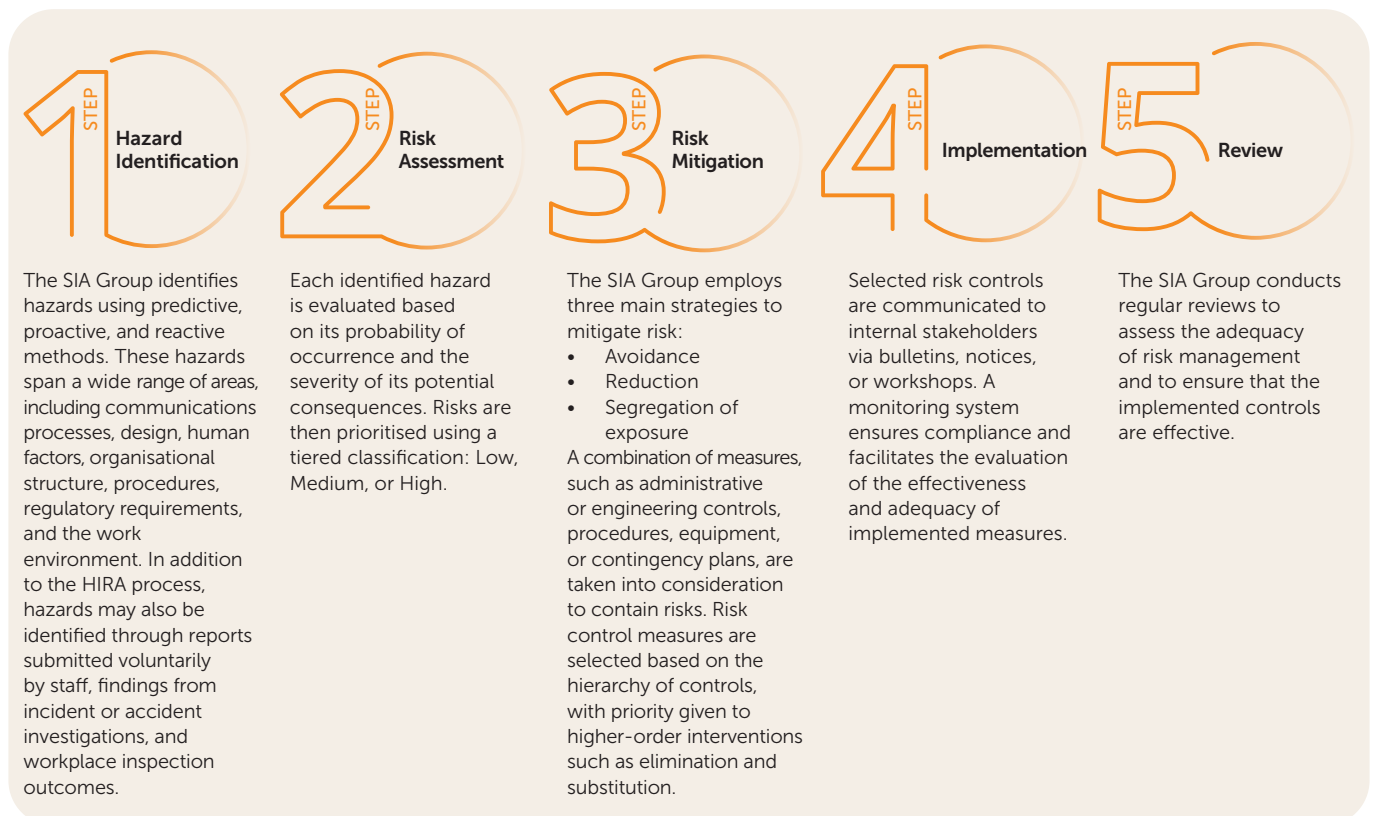 1
STEP
Hazard
Identification
The SIA Group identifies
hazards using predictive,
proactive, and reactive
methods. These hazards
span a wide range of areas,
including communications
processes, design, human
factors, organisational
structure, procedures,
regulatory requirements,
and the work
environment. In addition
to the HIRA process,
hazards may also be
identified through reports
submitted voluntarily
by staff, findings from
incident or accident
investigations, and
workplace inspection
outcomes.
2
STEP
Risk
Assessment
Each identified hazard
is evaluated based
on its probability of
occurrence and the
severity of its potential
consequences. Risks are
then prioritised using a
tiered classification: Low,
Medium, or High.
3
STEP
Risk
Mitigation
The SIA Group employs
three main strategies to
mitigate risk:
• Avoidance
• Reduction
• Segregation of
exposure
A combination of measures,
such as administrative
or engineering controls,
procedures, equipment,
or contingency plans, are
taken into consideration
to contain risks. Risk
control measures are
selected based on the
hierarchy of controls,
with priority given to
higher-order interventions
such as elimination and
substitution.
4
STEP
Implementation
Selected risk controls
are communicated to
internal stakeholders
via bulletins, notices,
or workshops. A
monitoring system
ensures compliance and
facilitates the evaluation
of the effectiveness
and adequacy of
implemented measures.
5
STEP
Review
The SIA Group conducts
regular reviews to
assess the adequacy
of risk management
and to ensure that the
implemented controls
are effective.